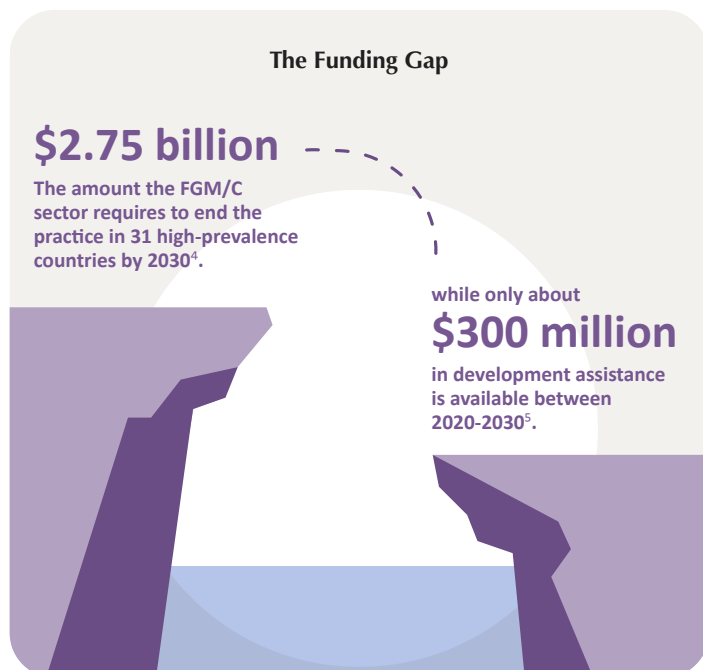 The Funding Gap
$2.75 billion
The amount the FGM/C
sector requires to end the
practice in 31 high-prevalence
countries by 2030⁴.
while only about
$300 million
in development assistance
is available between
2020-2030⁵.